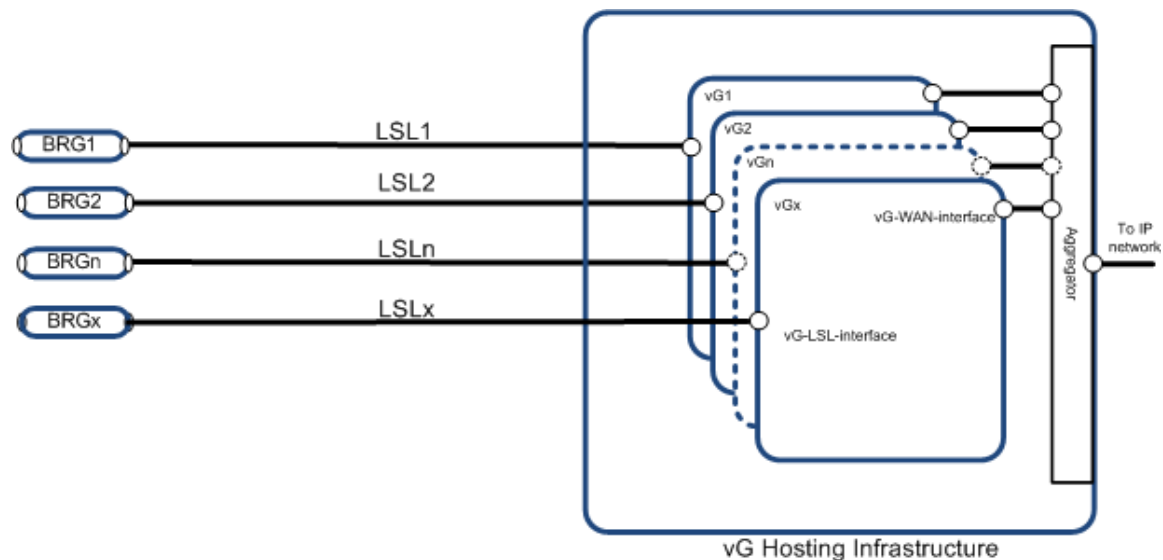 vG1
BRG1
LSL1
vG2
BRG2
LSL2
vGn
BRGn
LSLn
vGx
vG-WAN-interface
BRGx
LSLx
vG-LSL-interface
Aggregator
To IP
network
vG Hosting Infrastructure